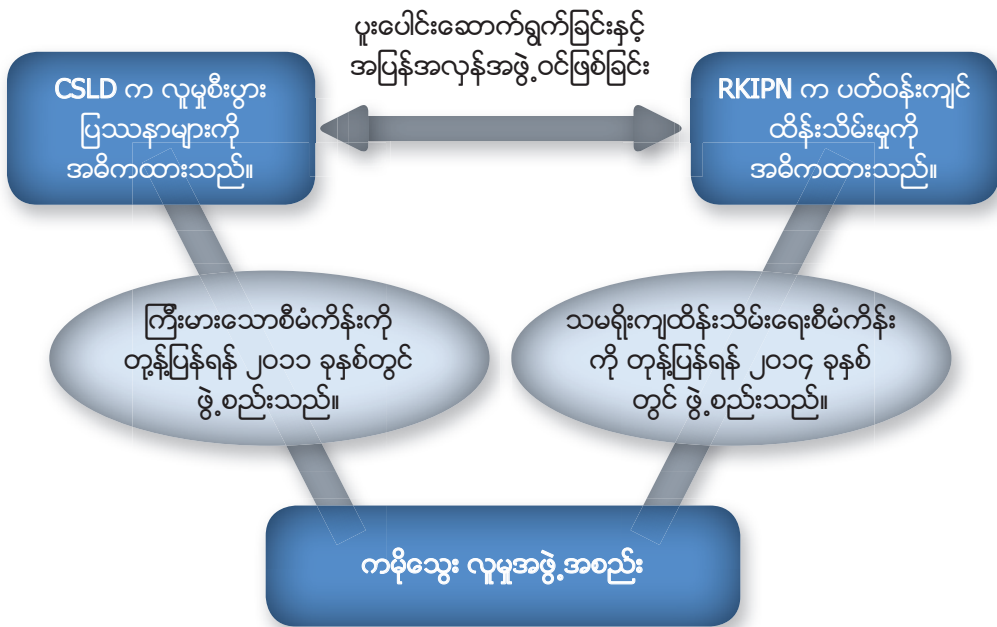 ပူးပေါင်းဆောက်ရွက်ခြင်းနှင့်
အပြန်အလှန်အဖွဲ့ဝင်ဖြစ်ခြင်း
CSLD က လူမှုစီးပွား
ပြဿနာများကို
အဓိကထားသည်။
RKIPN က ပတ်ဝန်းကျင်
ထိန်းသိမ်းမှုကို
အဓိကထားသည်။
ကြီးမားသောစီမံကိန်းကို
တု့န့်ပြန်ရန် ၂၀၁၁ ခုနှစ်တွင်
ဖွဲ့စည်းသည်။
သမရိုးကျထိန်းသိမ်းရေးစီမံကိန်း
ကို တုန့်ပြန်ရန် ၂၀၁၄ ခုနှစ်
တွင် ဖွဲ့စည်းသည်။
ကမိုသွေး လူမှုအဖွဲ့အစည်း